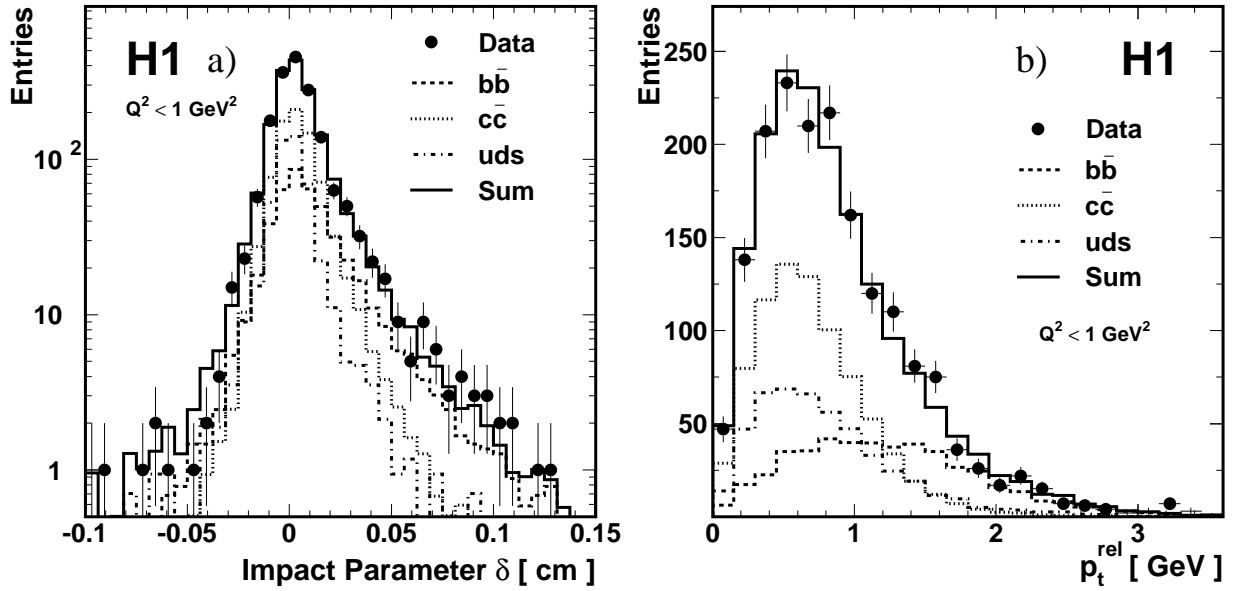 Entries
H1 a)
Q² < 1 GeV²
Data
bb̄
cc̄
uds
Sum
10 ²
10
1
-0.1 -0.05 0 0.05 0.1 0.15
Impact Parameter δ [ cm ]
Entries
b) H1
Data
bb̄
cc̄
uds
Sum
Q² < 1 GeV²
250
200
150
100
50
0 1 2 3
p_t^rel [ GeV ]